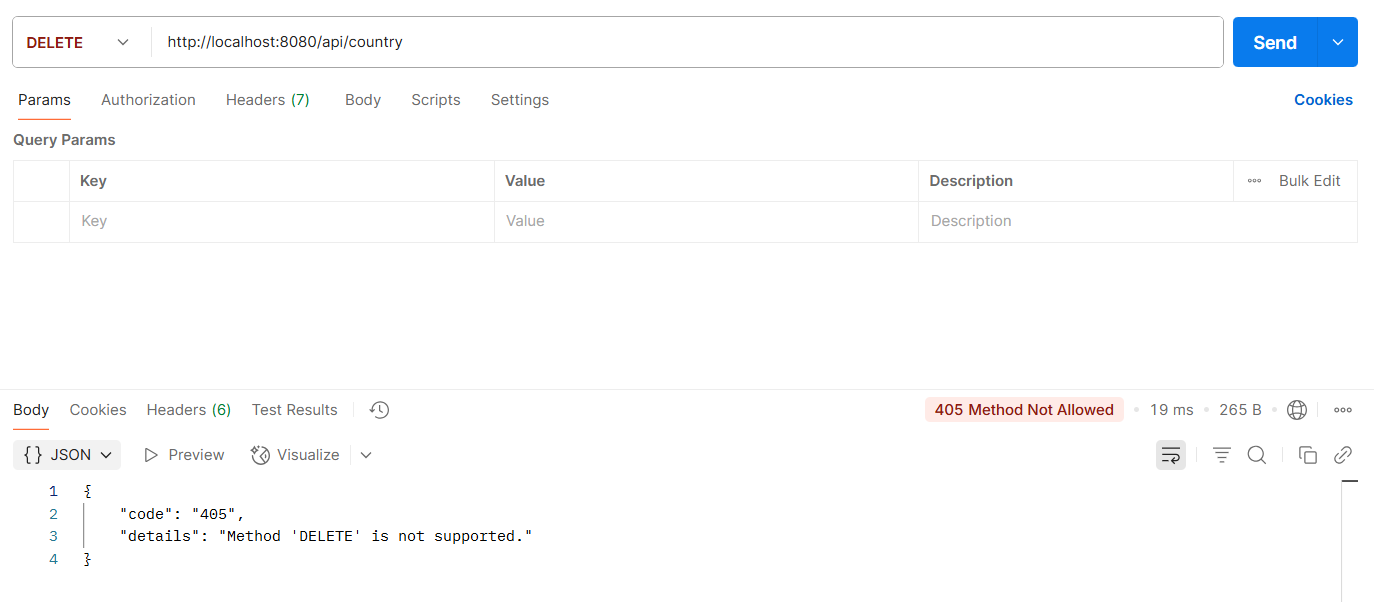 DELETE http://localhost:8080/api/country Send
Params Authorization Headers (7) Body Scripts Settings Cookies
Query Params
Key Value Description Bulk Edit
Key Value Description
Body Cookies Headers (6) Test Results 405 Method Not Allowed 19 ms 265 B
{} JSON Preview Visualize
1 {
2 "code": "405",
3 "details": "Method 'DELETE' is not supported."
4 }